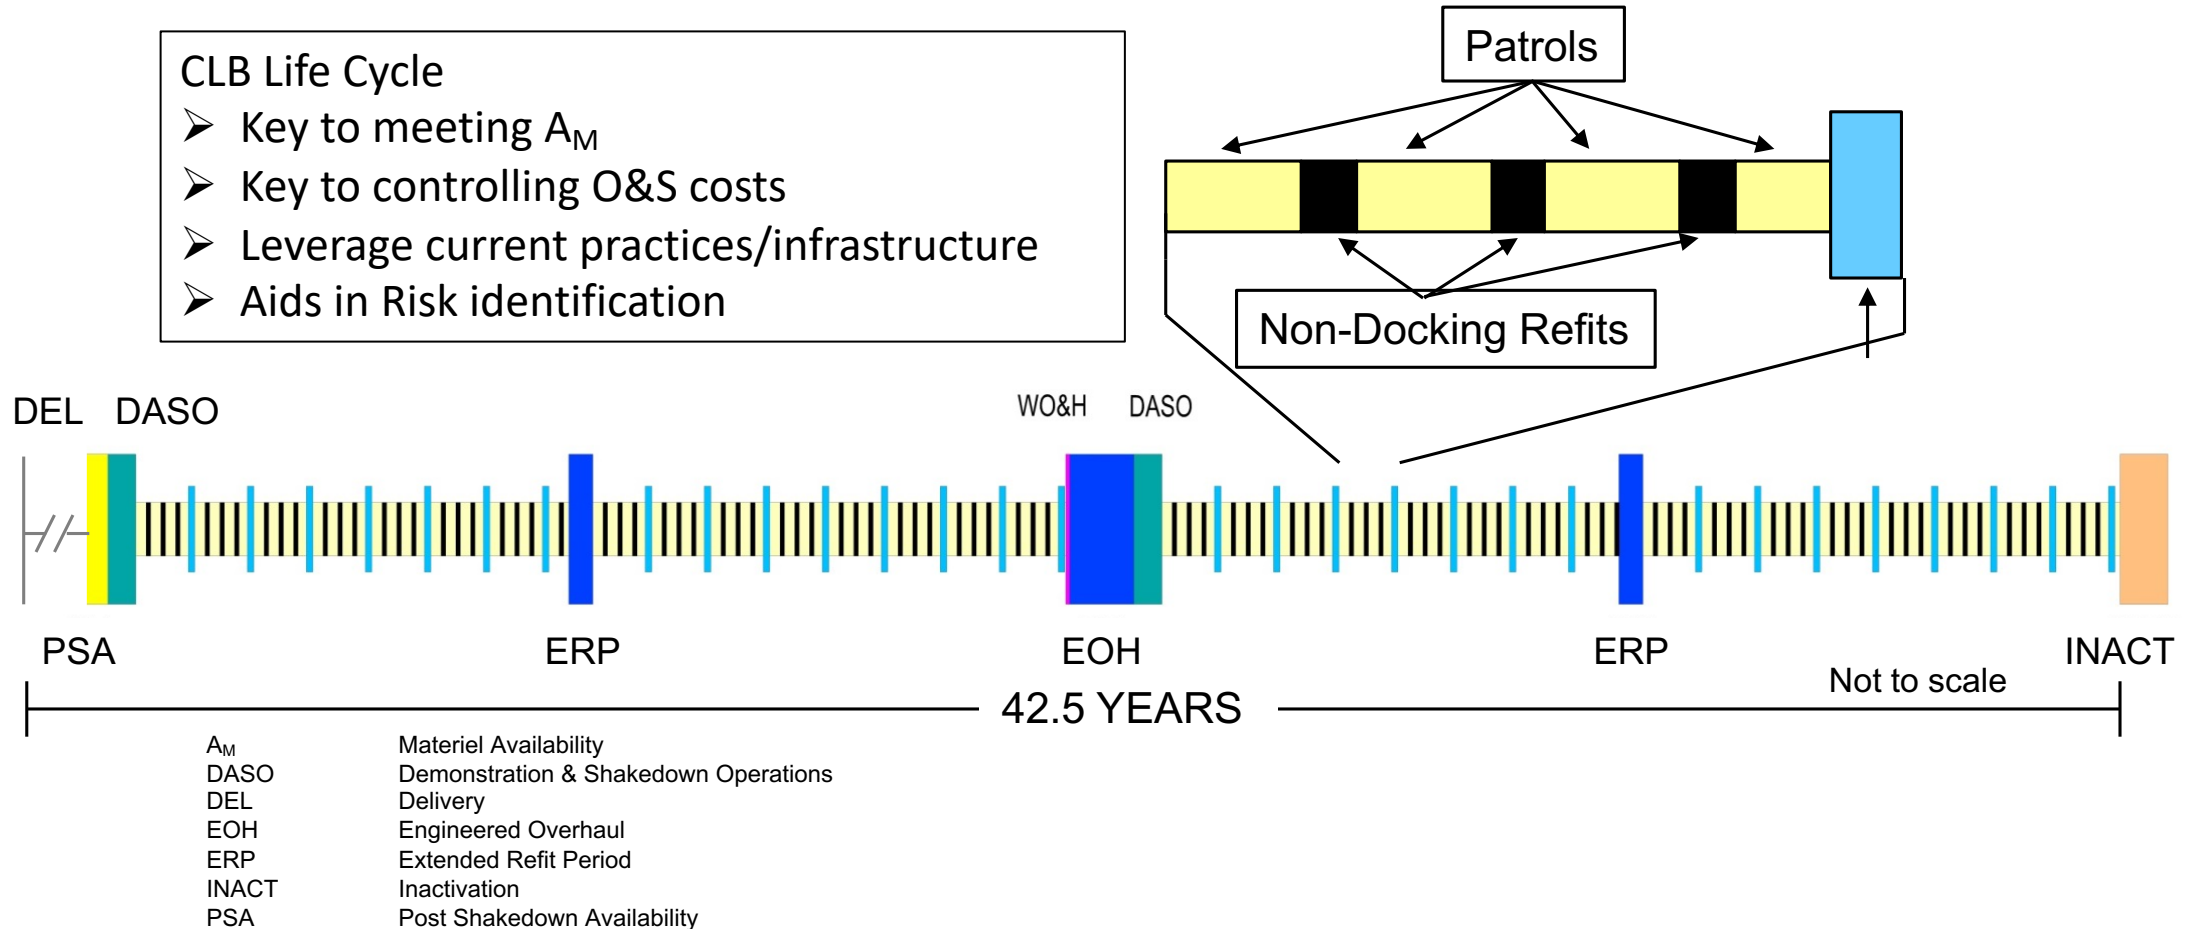 CLB Life Cycle
➢ Key to meeting AM
➢ Key to controlling O&S costs
➢ Leverage current practices/infrastructure
➢ Aids in Risk identification
Patrols
Non-Docking Refits
DEL DASO
WO&H DASO
PSA ERP EOH ERP INACT
Not to scale
42.5 YEARS
AM Materiel Availability
DASO Demonstration & Shakedown Operations
DEL Delivery
EOH Engineered Overhaul
ERP Extended Refit Period
INACT Inactivation
PSA Post Shakedown Availability